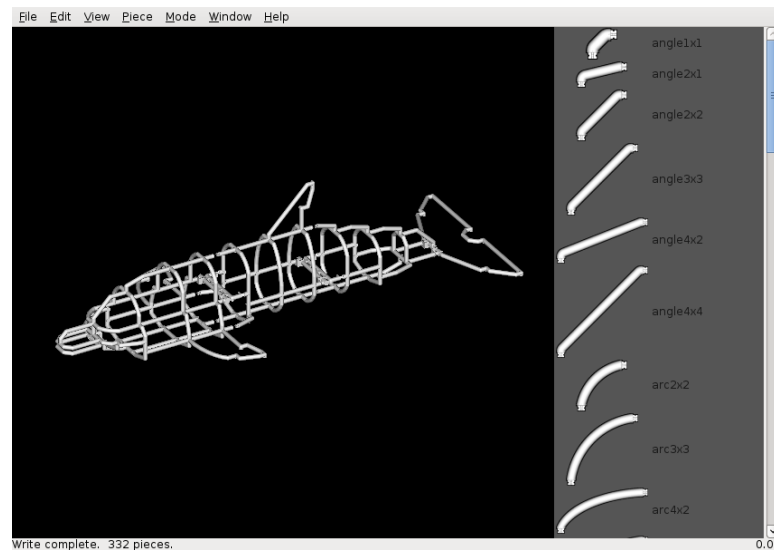 File Edit View Piece Mode Window Help
angle1x1
angle2x1
angle2x2
angle3x3
angle4x2
angle4x4
arc2x2
arc3x3
arc4x2
Write complete. 332 pieces. 0.0